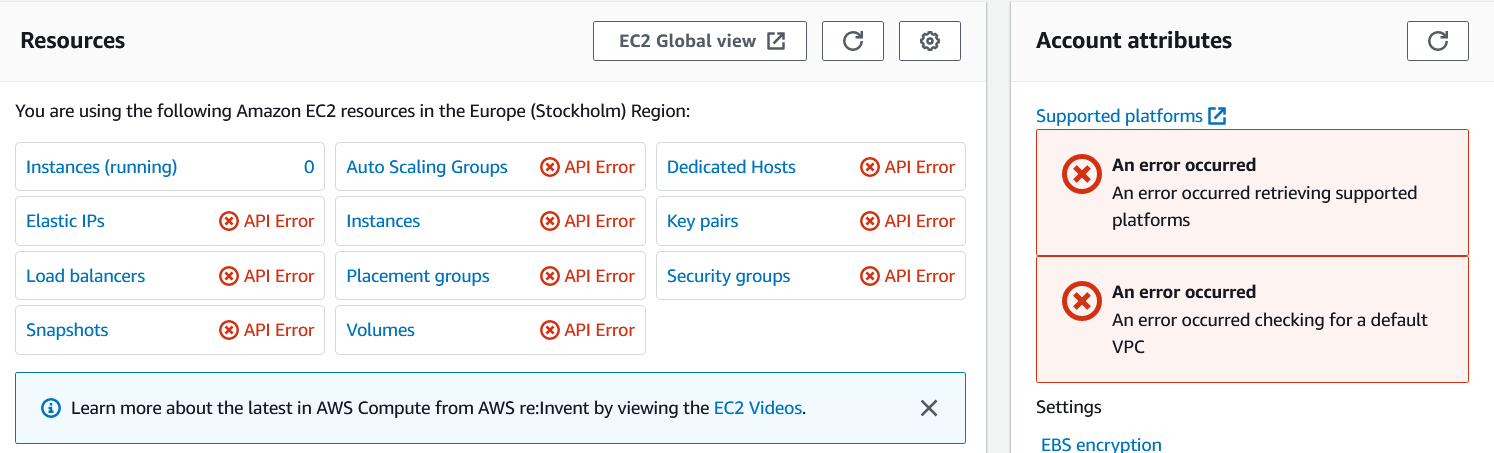 Resources
EC2 Global view
You are using the following Amazon EC2 resources in the Europe (Stockholm) Region:
Instances (running) 0
Auto Scaling Groups API Error
Dedicated Hosts API Error
Elastic IPs API Error
Instances API Error
Key pairs API Error
Load balancers API Error
Placement groups API Error
Security groups API Error
Snapshots API Error
Volumes API Error
Learn more about the latest in AWS Compute from AWS re:Invent by viewing the EC2 Videos.
Account attributes
Supported platforms
An error occurred
An error occurred retrieving supported
platforms
An error occurred
An error occurred checking for a default
VPC
Settings
EBS encryption